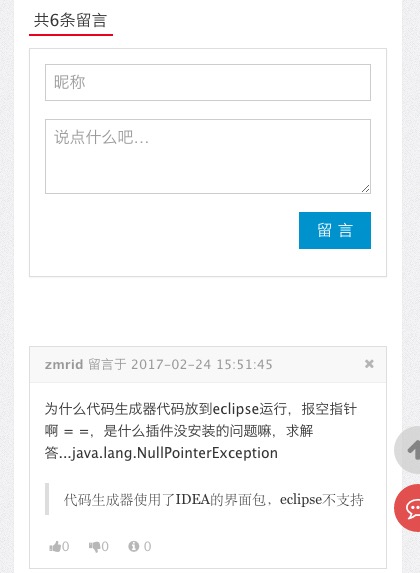 共6条留言
昵称
说点什么吧...
留 言
zmrid 留言于 2017-02-24 15:51:45
为什么代码生成器代码放到eclipse运行，报空指针
啊 = =，是什么插件没安装的问题嘛，求解
答...java.lang.NullPointerException
代码生成器使用了IDEA的界面包，eclipse不支持
0 0 0